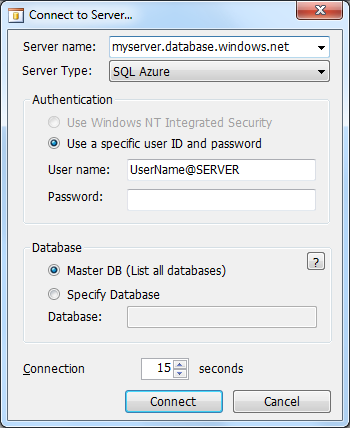 Connect to Server...
Server name: myserver.database.windows.net
Server Type: SQL Azure
Authentication
Use Windows NT Integrated Security
Use a specific user ID and password
User name: UserName@SERVER
Password:
Database
?
Master DB (List all databases)
Specify Database
Database:
Connection 15 seconds
Connect Cancel